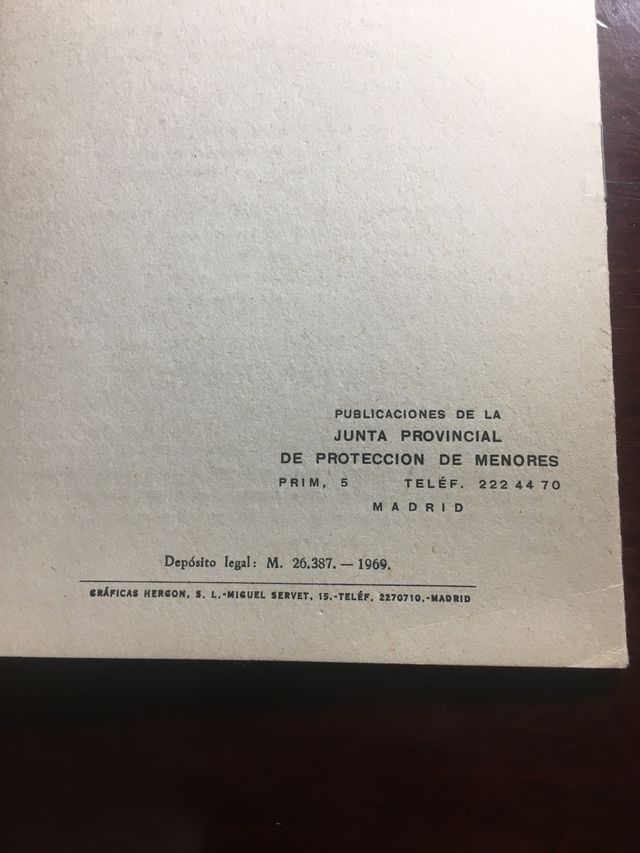 PUBLICACIONES DE LA
JUNTA PROVINCIAL
DE PROTECCION DE MENORES
PRIM, 5 TELÉF. 222 44 70
MADRID
Depósito legal: M. 26.387. — 1969.
GRÁFICAS HERGON, S. L.-MIGUEL SERVET, 15.-TELÉF. 2270710.-MADRID